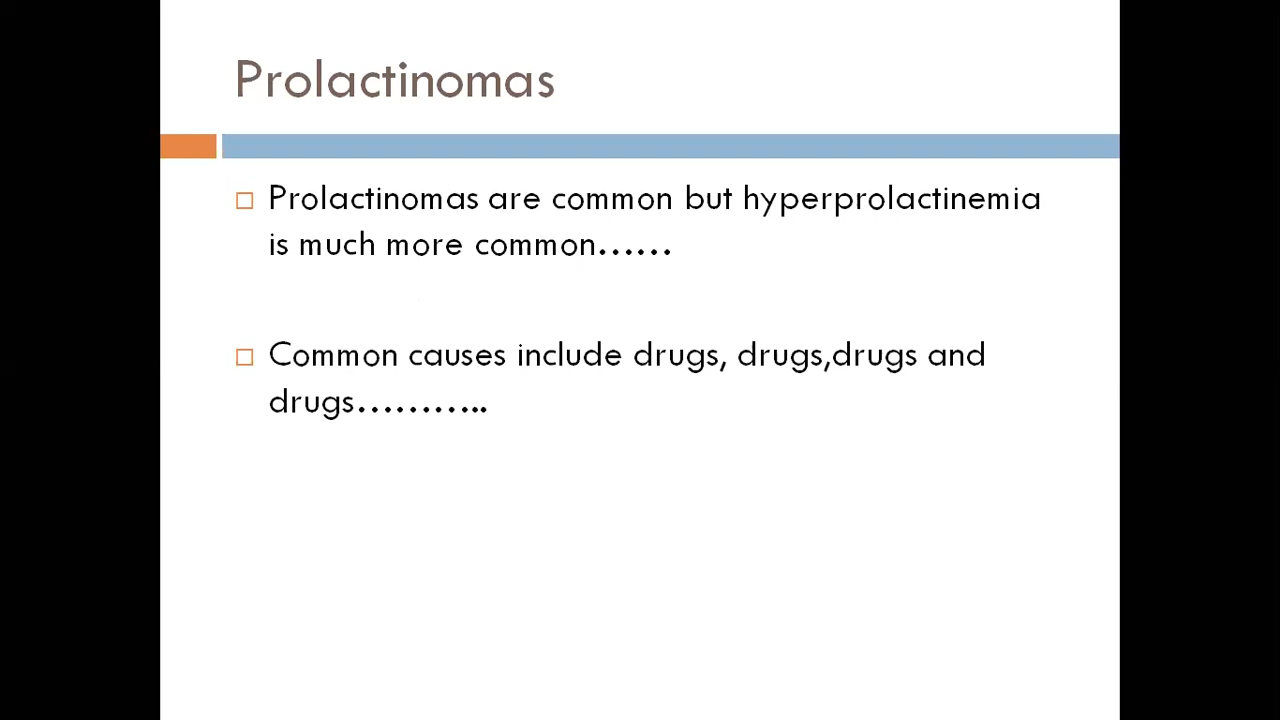 Prolactinomas
Prolactinomas are common but hyperprolactinemia
is much more common……
Common causes include drugs, drugs,drugs and
drugs………..